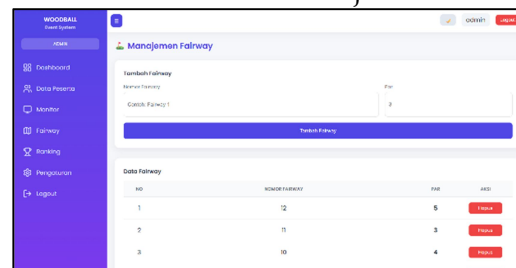 WOODBALL
Event System
ADMIN
Dashboard
Data Peserta
Monitor
Fairway
Ranking
Pengaturan
Logout
ADMIN
Manajemen Fairway
Tambah Fairway
Nomor Fairway
Par
Contoh: Fairway 1
3
Tambah Fairway
Data Fairway
NO NOMOR FAIRWAY PAR AKSI
1 12 5 Hapus
2 11 3 Hapus
3 10 4 Hapus